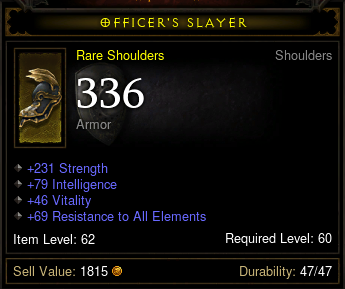 OFFICER'S SLAYER
Rare Shoulders Shoulders
336
Armor
+231 Strength
+79 Intelligence
+46 Vitality
+69 Resistance to All Elements
Item Level: 62 Required Level: 60
Sell Value: 1815 Durability: 47/47